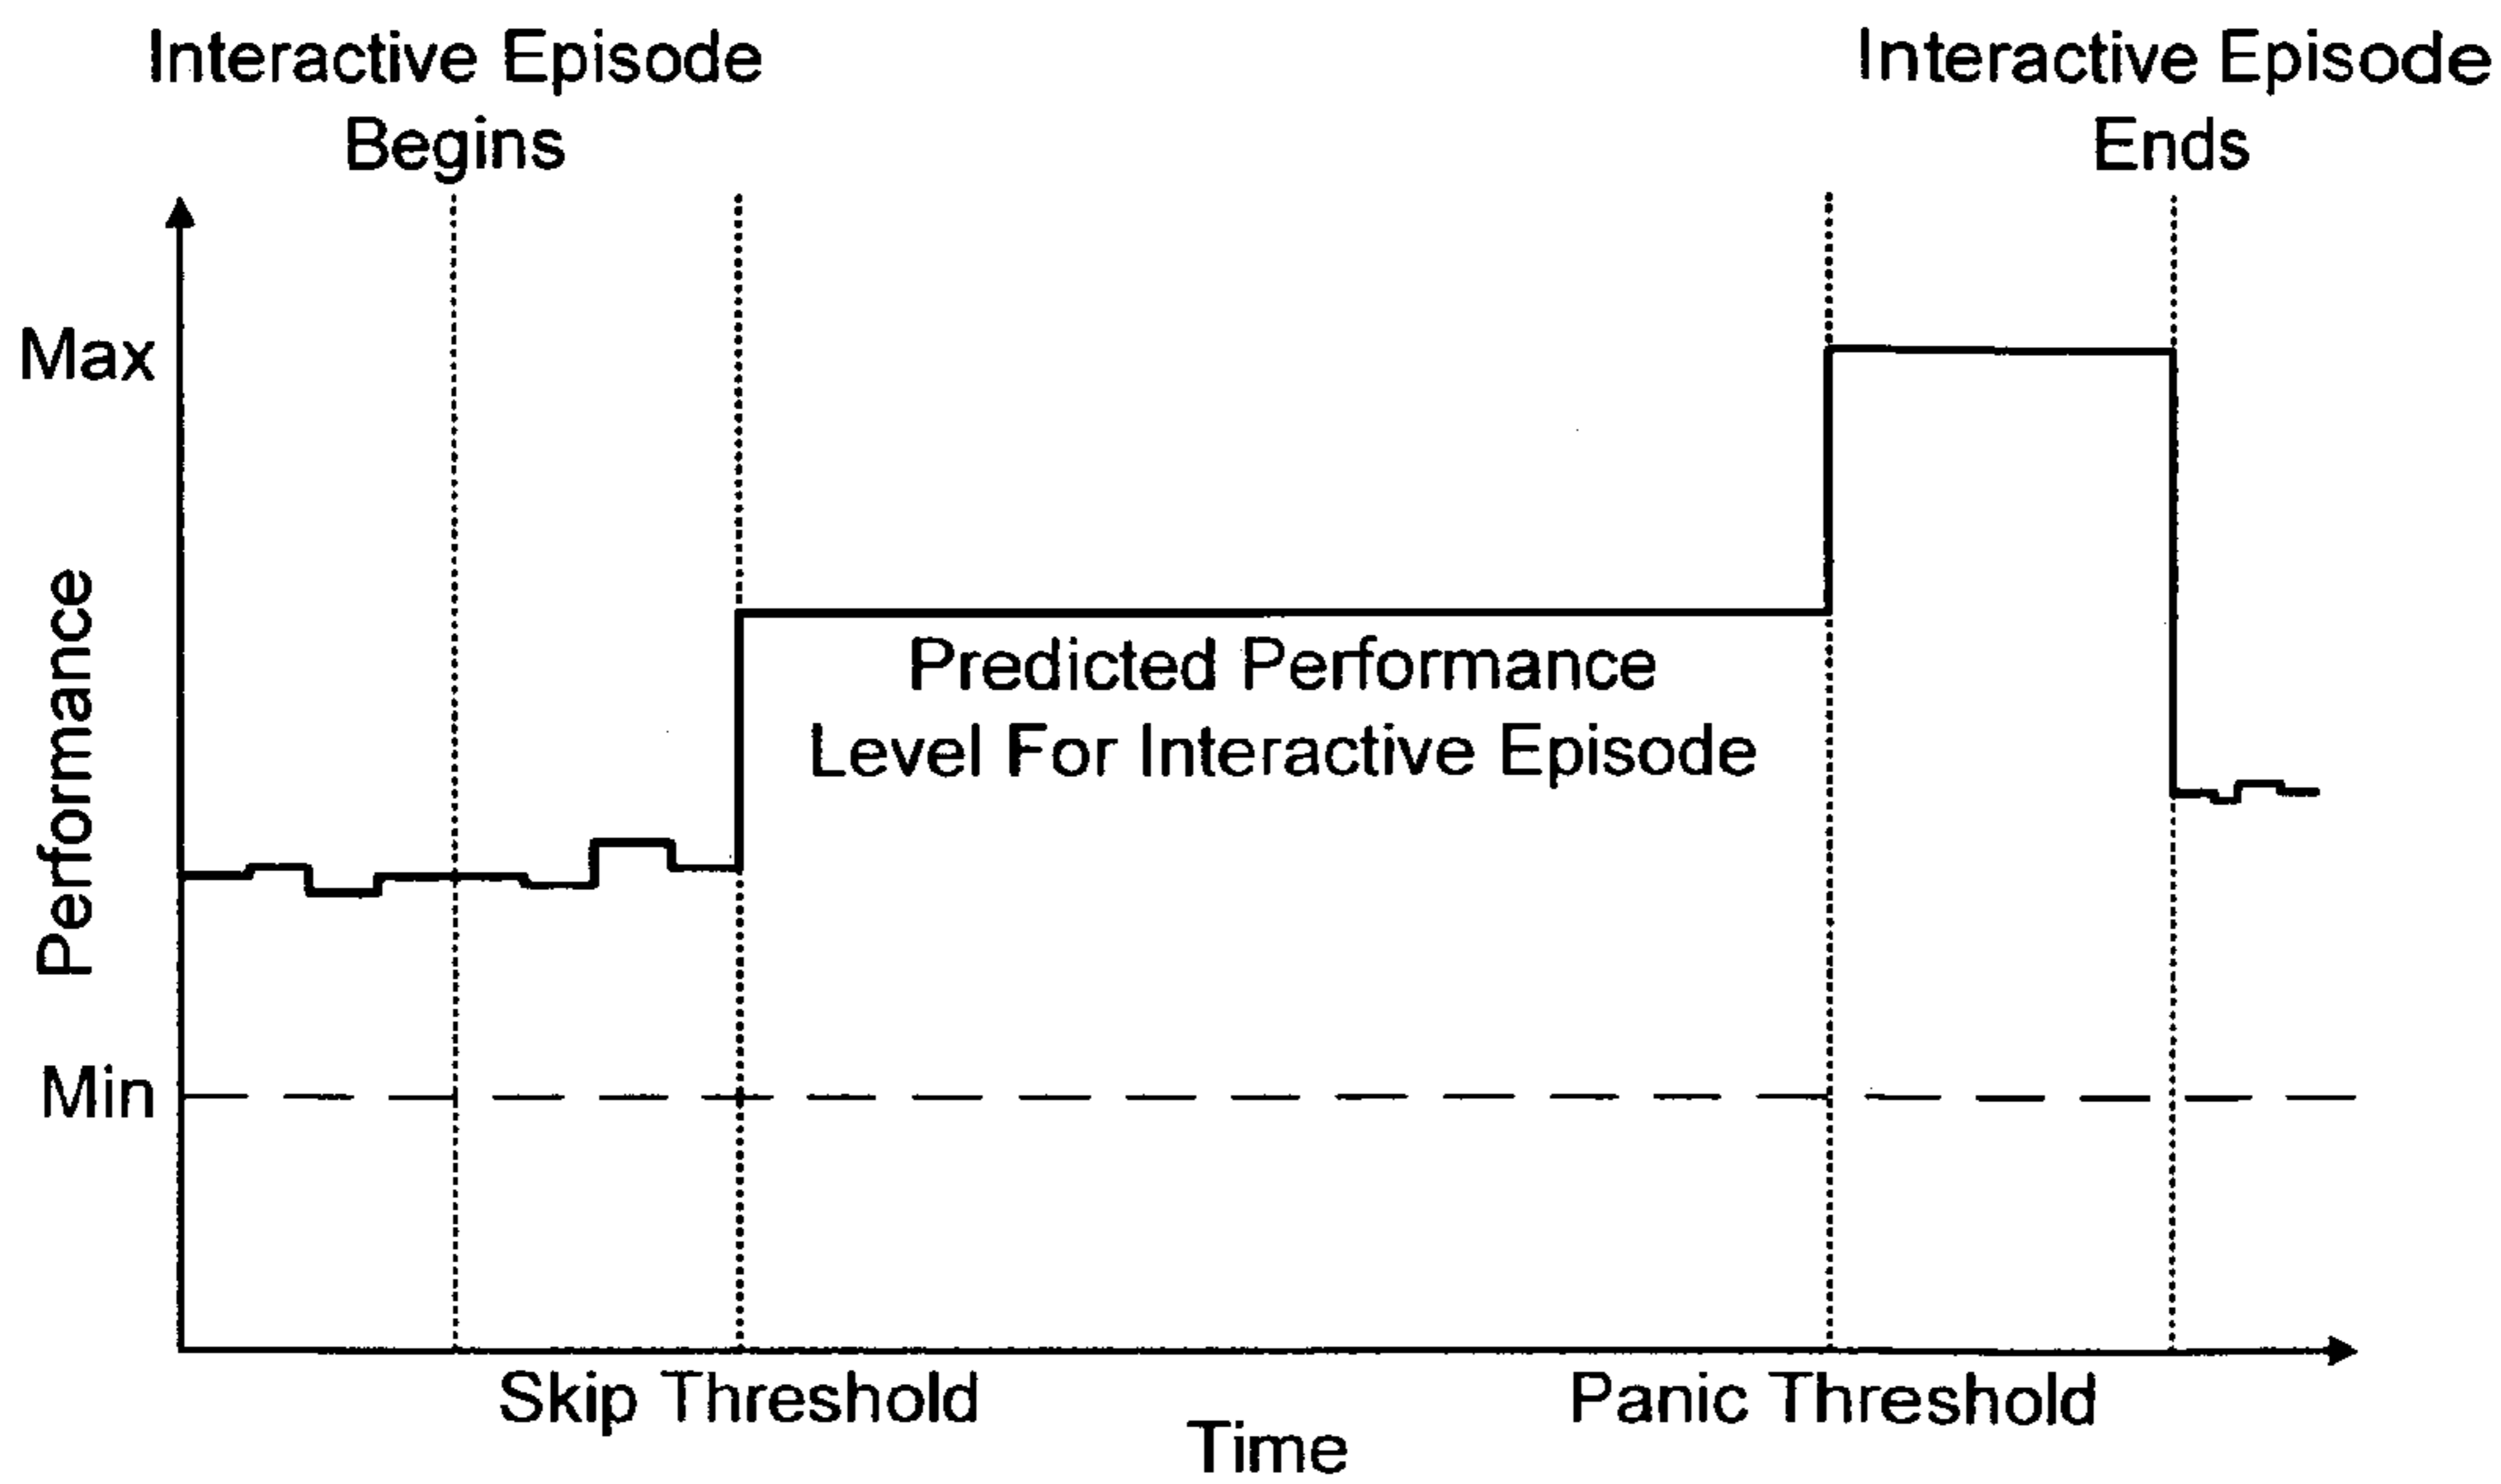 Interactive Episode
Begins
Interactive Episode
Ends
Max
Performance
Predicted Performance
Level For Interactive Episode
Min
Skip Threshold
Panic Threshold
Time